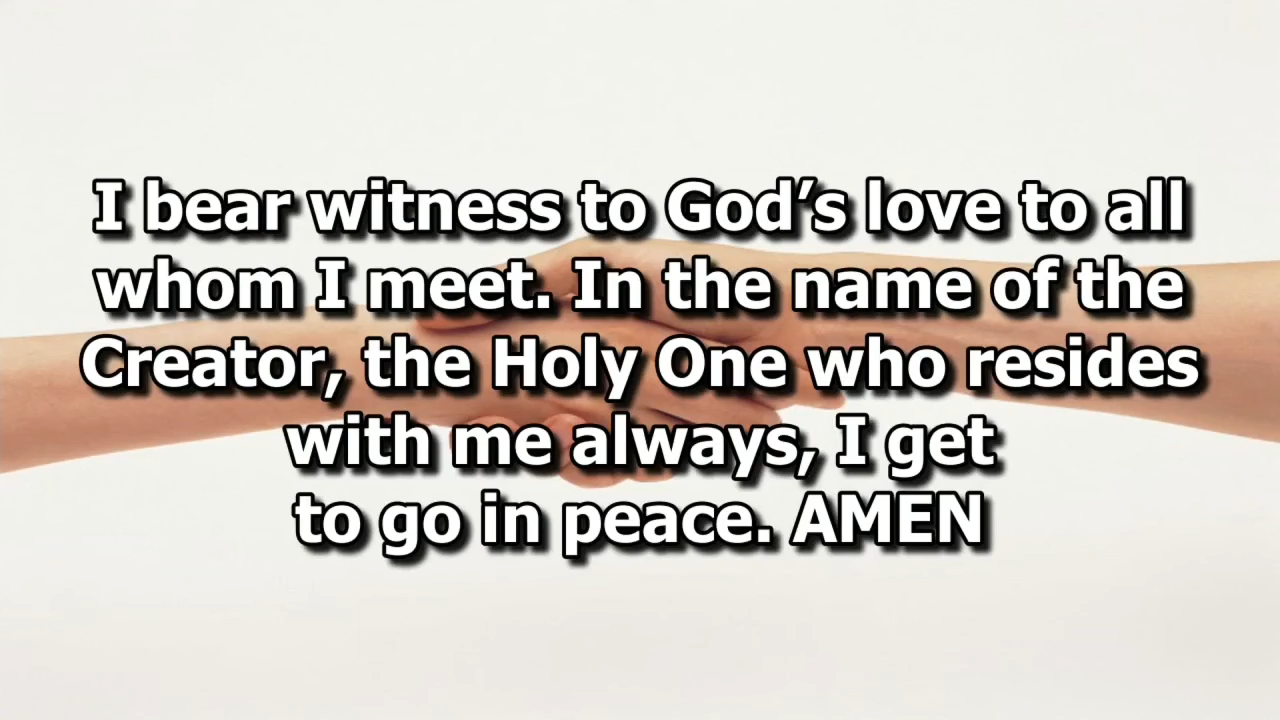 I bear witness to God’s love to all
whom I meet. In the name of the
Creator, the Holy One who resides
with me always, I get
to go in peace. AMEN